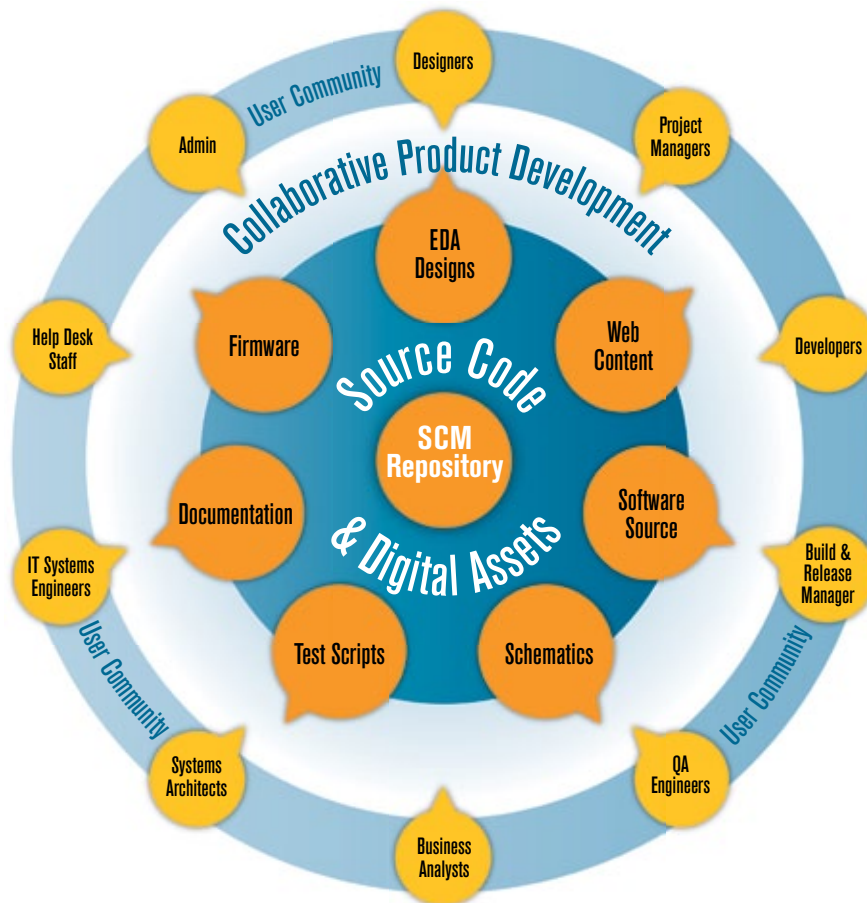 Designers
User Community
Admin
Project
Managers
Collaborative Product Development
EDA
Designs
Firmware
Web
Content
Help Desk
Staff
Developers
Source Code
SCM
Repository
& Digital Assets
Documentation
Software
Source
IT Systems
Engineers
Build &
Release
Manager
Test Scripts
Schematics
User Community
User Community
Systems
Architects
QA
Engineers
Business
Analysts